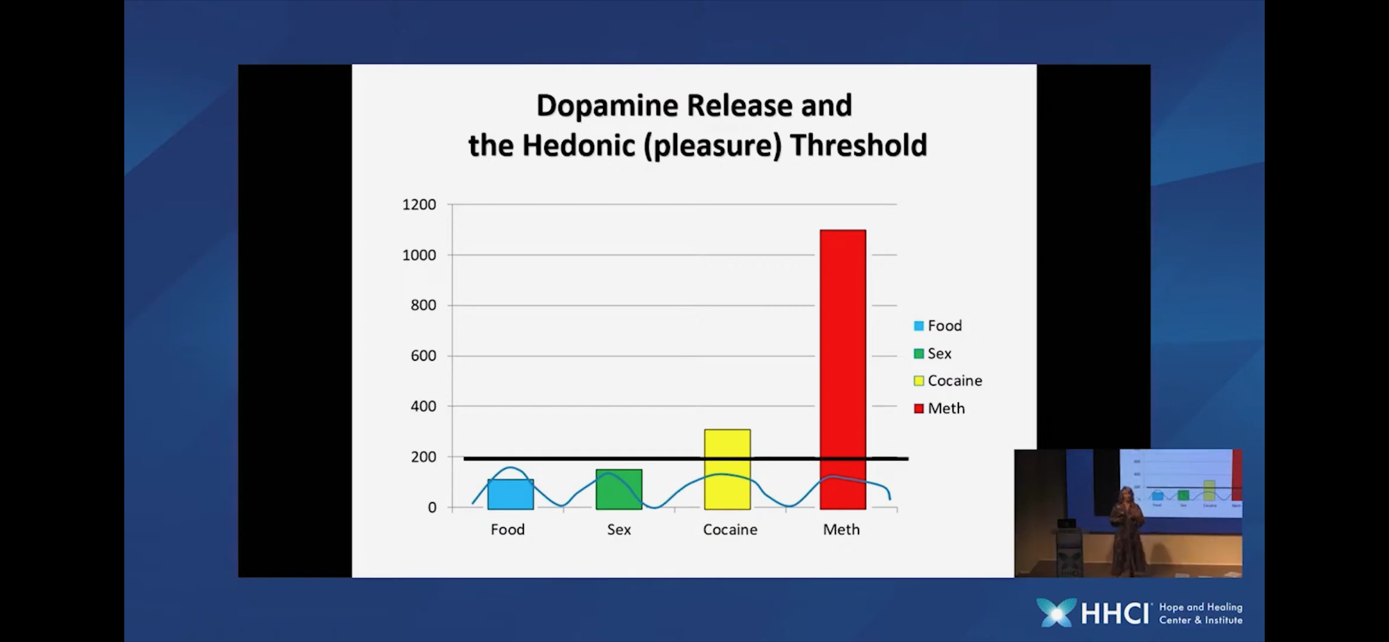 Dopamine Release and
the Hedonic (pleasure) Threshold
1200
1000
800
600
400
200
0
Food
Sex
Cocaine
Meth
Food
Sex
Cocaine
Meth
HHCI
Hope and Healing
Center & Institute